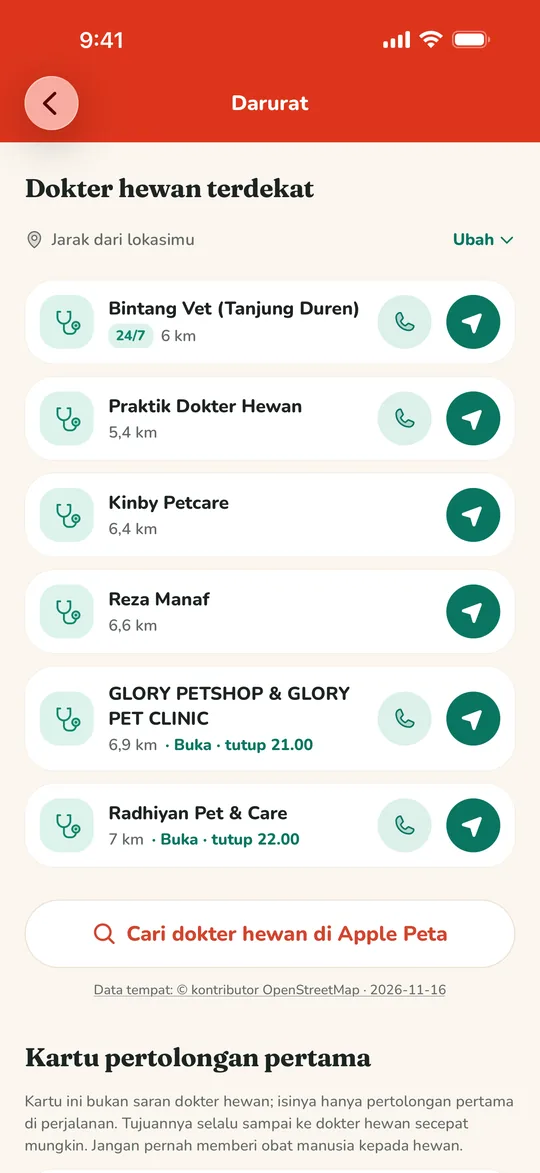 9:41
Darurat
Dokter hewan terdekat
Jarak dari lokasimu
Ubah
Bintang Vet (Tanjung Duren)
24/7 6 km
Praktik Dokter Hewan
5,4 km
Kinby Petcare
6,4 km
Reza Manaf
6,6 km
GLORY PETSHOP & GLORY
PET CLINIC
6,9 km · Buka · tutup 21.00
Radhiyan Pet & Care
7 km · Buka · tutup 22.00
Cari dokter hewan di Apple Peta
Data tempat: © kontributor OpenStreetMap · 2026-11-16
Kartu pertolongan pertama
Kartu ini bukan saran dokter hewan; isinya hanya pertolongan pertama
di perjalanan. Tujuannya selalu sampai ke dokter hewan secepat
mungkin. Jangan pernah memberi obat manusia kepada hewan.